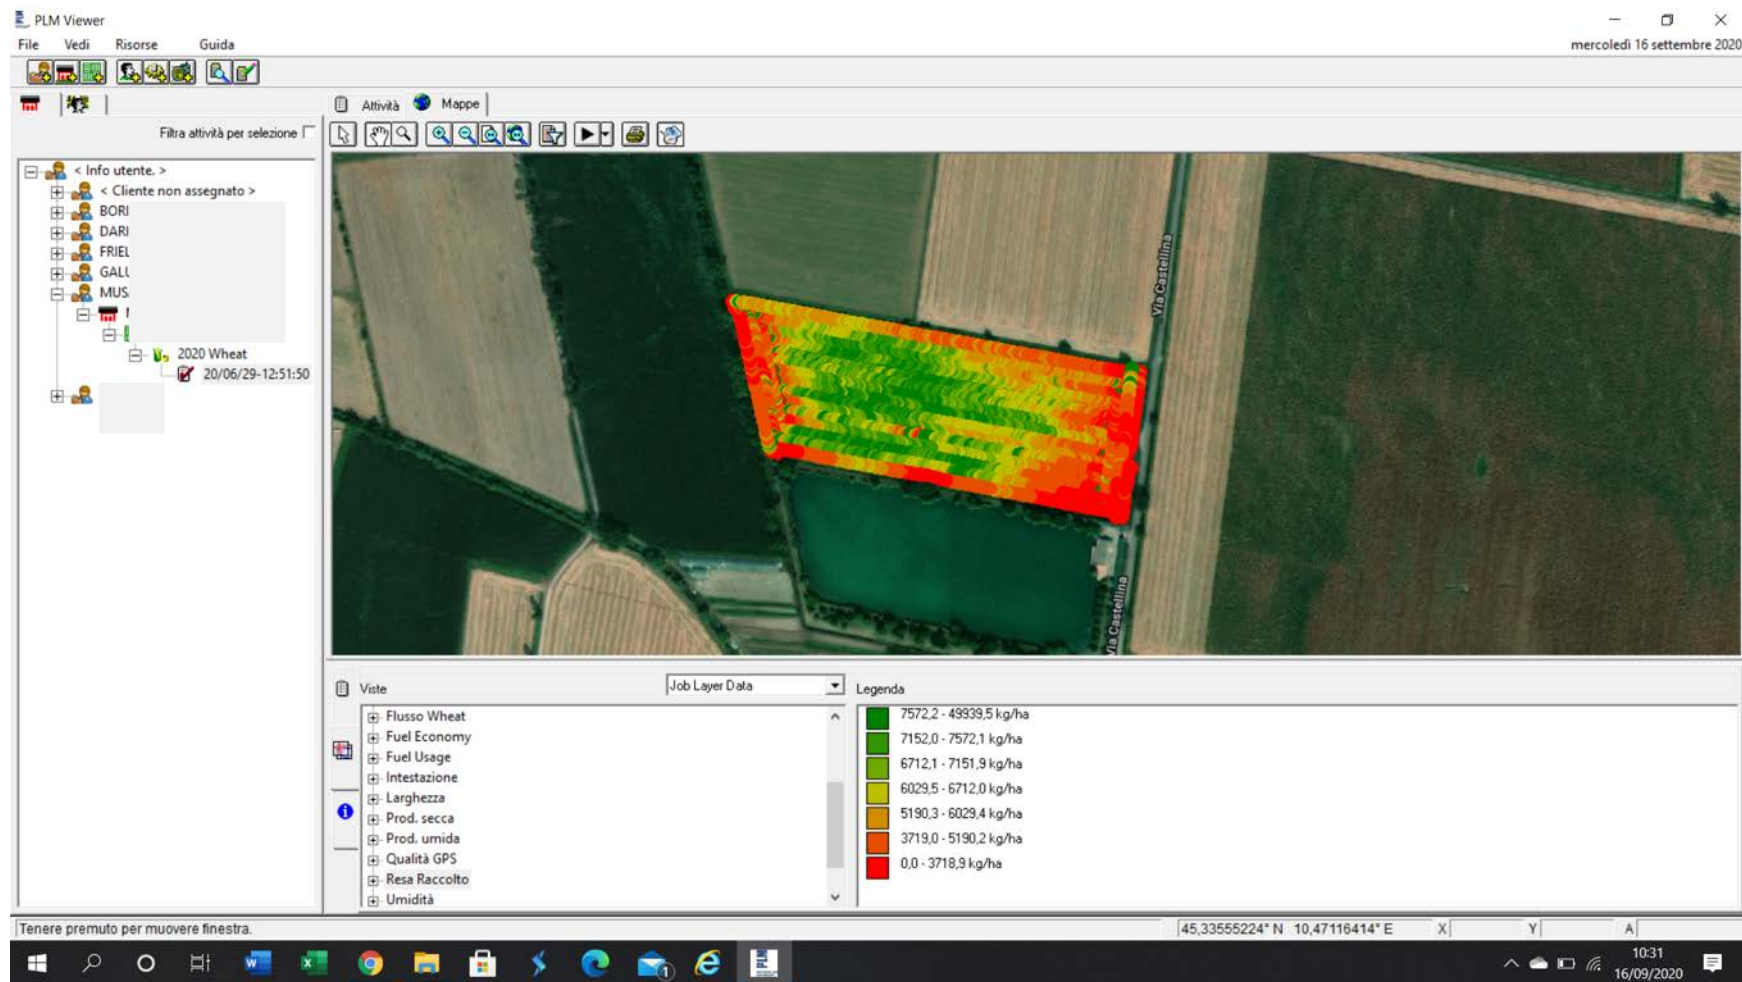 PLM Viewer
File Vedi Risorse Guida
mercoledì 16 settembre 2020
Attività Mappe
Filtra attività per selezione
< Info utente. >
< Cliente non assegnato >
BORI
DARI
FRIEL
GALL
MUS
2020 Wheat
20/06/29-12:51:50
Via Castellina
Via Castellina
Viste
Job Layer Data
Flusso Wheat
Fuel Economy
Fuel Usage
Intestazione
Larghezza
Prod. secca
Prod. umida
Qualità GPS
Resa Raccolto
Umidità
Legenda
7572,2 - 49939,5 kg/ha
7152,0 - 7572,1 kg/ha
6712,1 - 7151,9 kg/ha
6029,5 - 6712,0 kg/ha
5190,3 - 6029,4 kg/ha
3719,0 - 5190,2 kg/ha
0,0 - 3718,9 kg/ha
Tenere premuto per muovere finestra.
45,33555224° N 10,47116414° E X Y A
1
PLM
10:31
16/09/2020